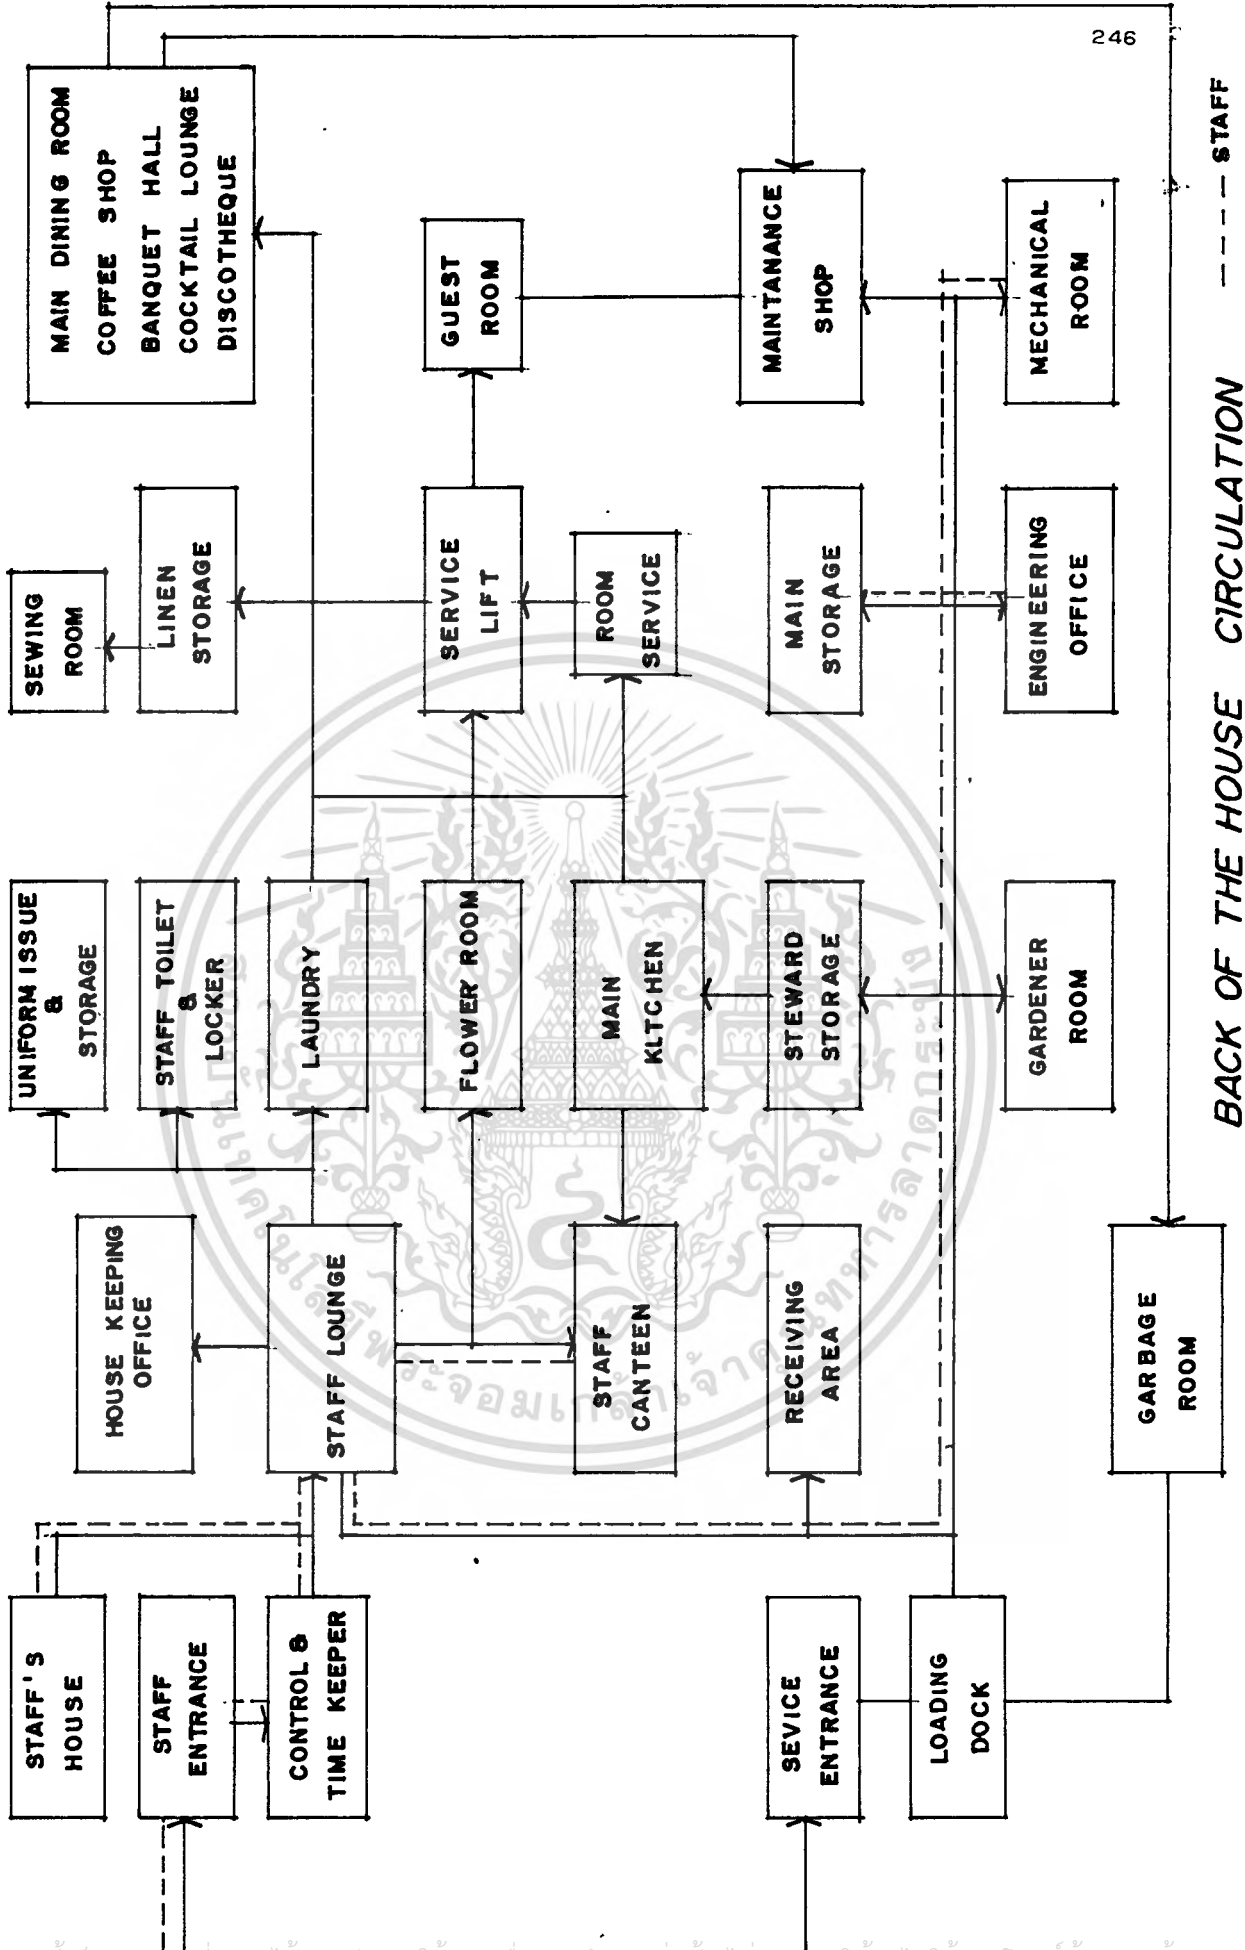 246
STAFF'S
HOUSE
STAFF
ENTRANCE
CONTROL &
TIME KEEPER
SEVICE
ENTRANCE
LOADING
DOCK
HOUSE KEEPING
OFFICE
STAFF LOUNGE
STAFF
CANTEEN
RECEIVING
AREA
GARBAGE
ROOM
UNIFORM ISSUE
&
STORAGE
STAFF TOILET
&
LOCKER
LAUNDRY
FLOWER ROOM
MAIN
KLTCHEN
STEWARD
STORAGE
GARDENER
ROOM
SEWING
ROOM
LINEN
STORAGE
SERVICE
LIFT
ROOM
SERVICE
MAIN
STORAGE
ENGINEERING
OFFICE
MAIN DINING ROOM
COFFEE SHOP
BANQUET HALL
COCKTAIL LOUNGE
DISCOTHEQUE
GUEST
ROOM
MAINTANANCE
SHOP
MECHANICAL
ROOM
BACK OF THE HOUSE CIRCULATION
---- STAFF